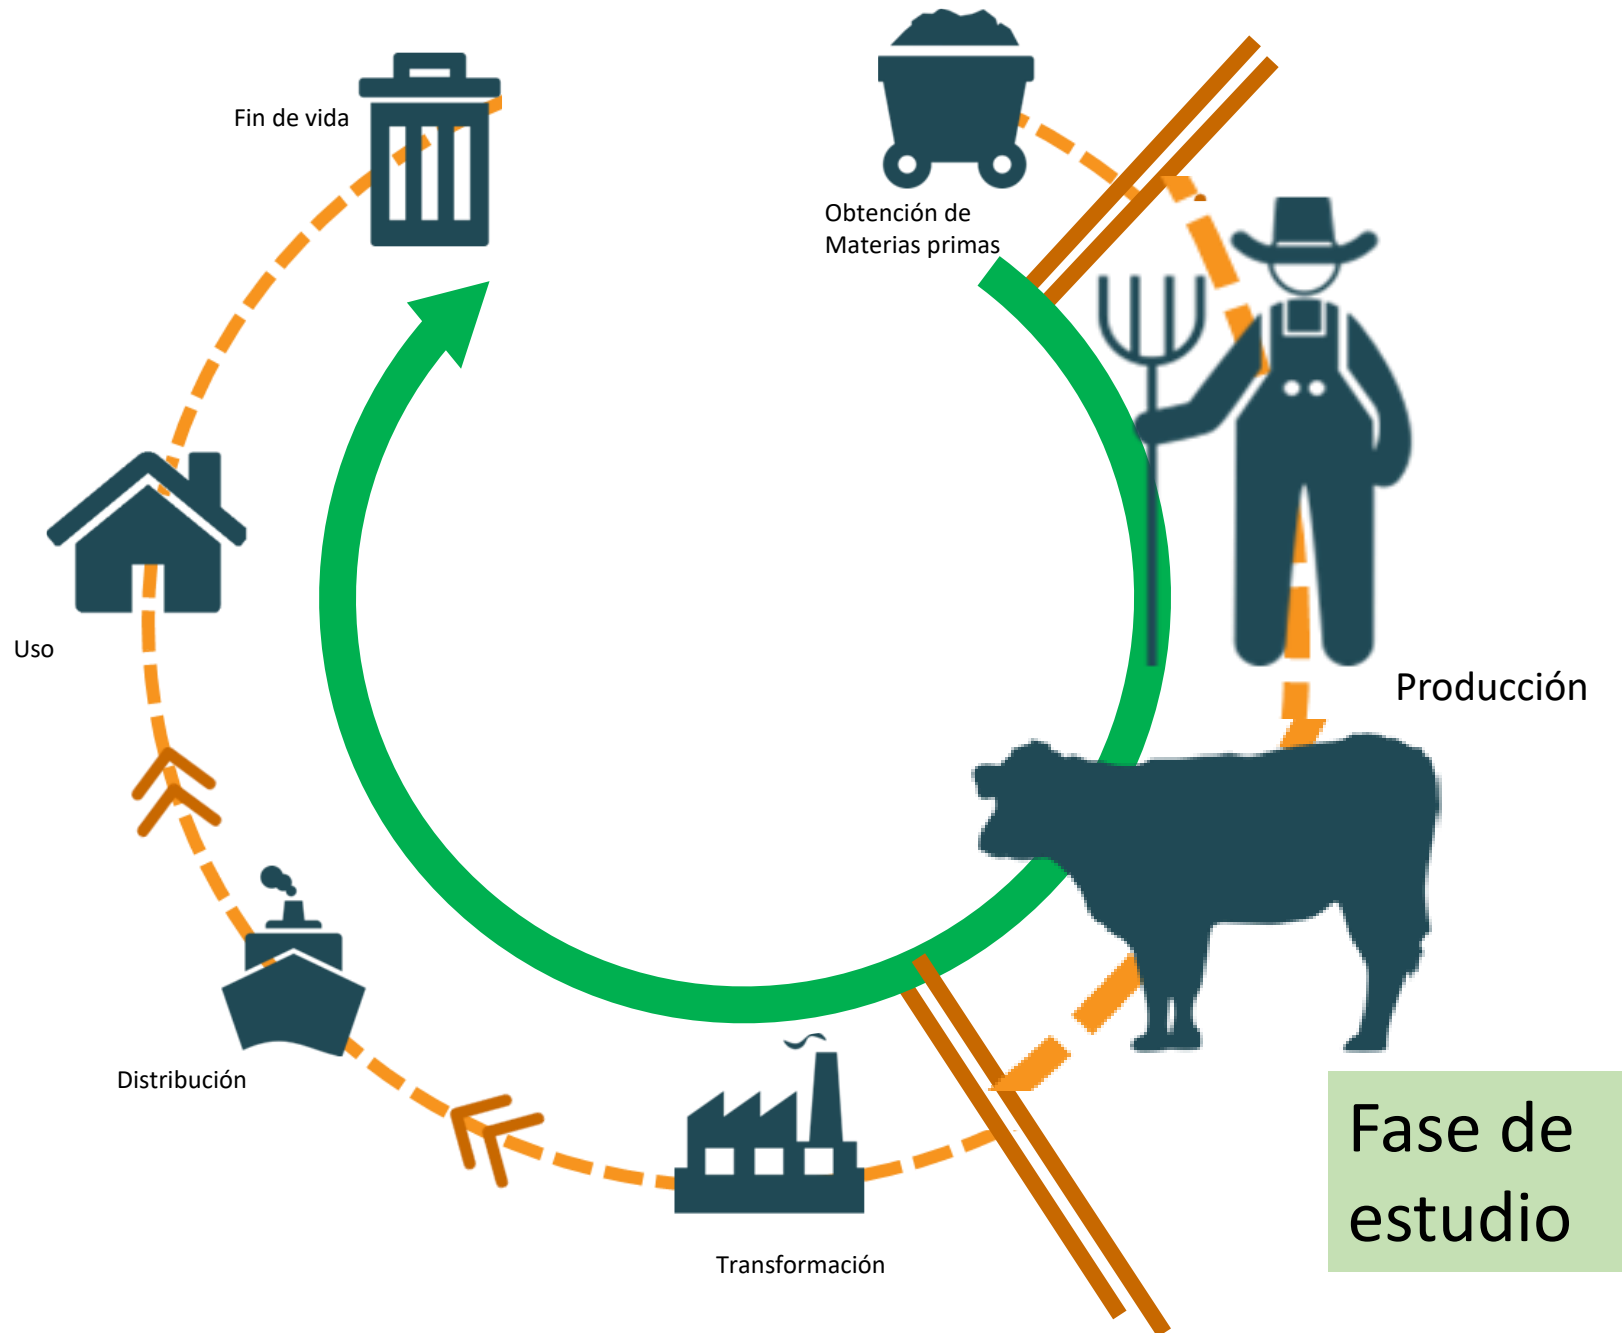 Fin de vida
Obtención de
Materias primas
Producción
Uso
Distribución
Transformación
Fase de
estudio